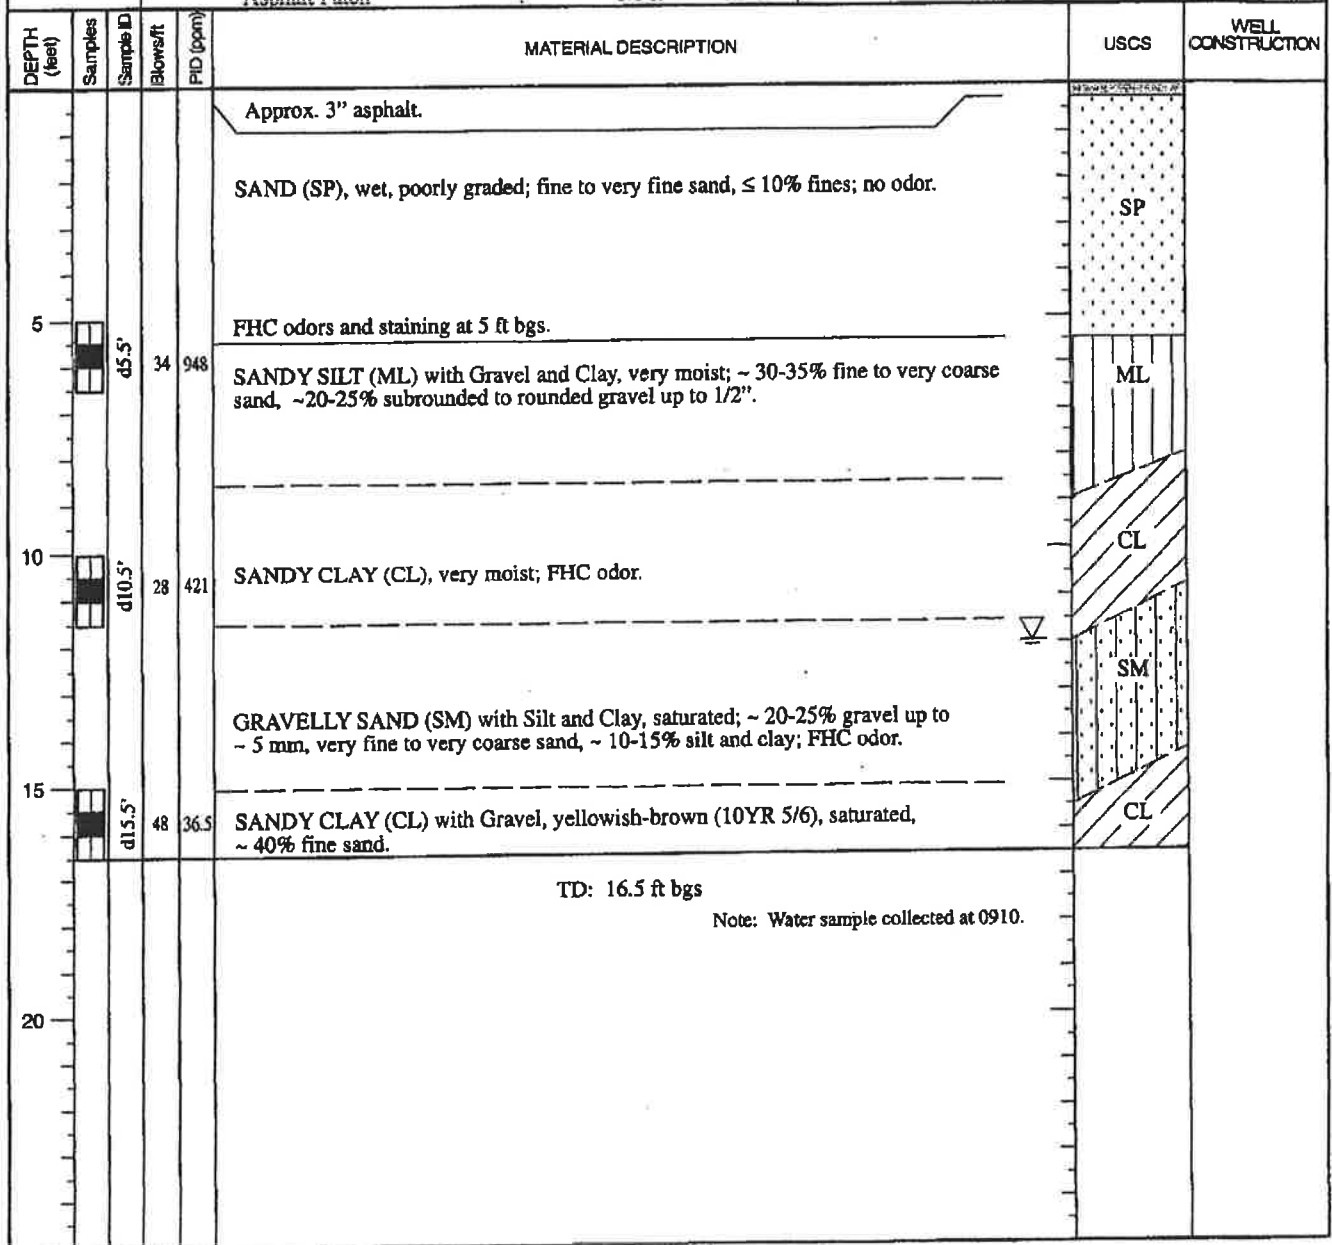 Asphalt Patch
DEPTH (feet) Samples Sample ID Blows/ft PID (ppm) MATERIAL DESCRIPTION USCS WELL CONSTRUCTION
Approx. 3” asphalt.
SAND (SP), wet, poorly graded; fine to very fine sand, ≤ 10% fines; no odor.
SP
5
FHC odors and staining at 5 ft bgs.
d5.5' 34 948
SANDY SILT (ML) with Gravel and Clay, very moist; ~ 30-35% fine to very coarse
sand, ~20-25% subrounded to rounded gravel up to 1/2”.
ML
10
d10.5' 28 421
SANDY CLAY (CL), very moist; FHC odor.
CL
SM
GRAVELLY SAND (SM) with Silt and Clay, saturated; ~ 20-25% gravel up to
~ 5 mm, very fine to very coarse sand, ~ 10-15% silt and clay; FHC odor.
15
d15.5' 48 36.5
SANDY CLAY (CL) with Gravel, yellowish-brown (10YR 5/6), saturated,
~ 40% fine sand.
CL
TD: 16.5 ft bgs
Note: Water sample collected at 0910.
20